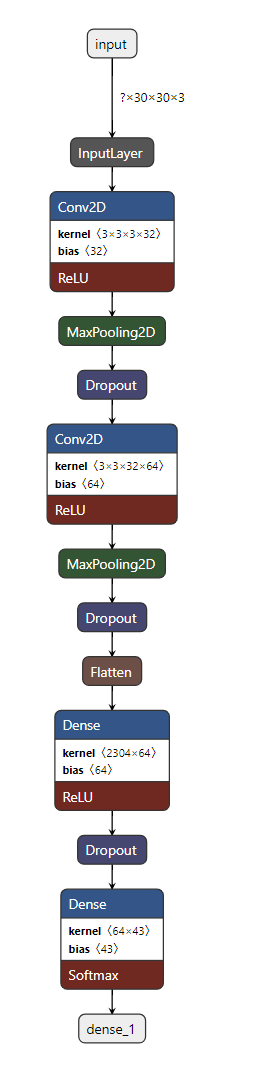 input
?×30×30×3
InputLayer
Conv2D
kernel〈3×3×3×32〉
bias〈32〉
ReLU
MaxPooling2D
Dropout
Conv2D
kernel〈3×3×32×64〉
bias〈64〉
ReLU
MaxPooling2D
Dropout
Flatten
Dense
kernel〈2304×64〉
bias〈64〉
ReLU
Dropout
Dense
kernel〈64×43〉
bias〈43〉
Softmax
dense_1